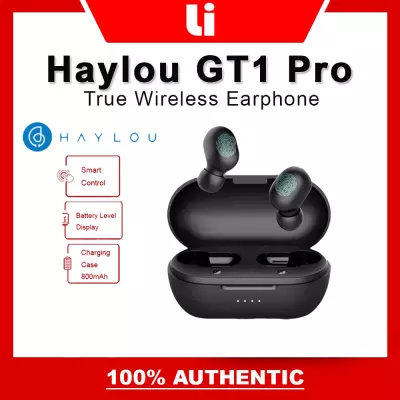 Li
Haylou GT1 Pro
True Wireless Earphone
HAYLOU
Smart
Control
Battery Level
Display
Charging
Case
800mAh
100% AUTHENTIC